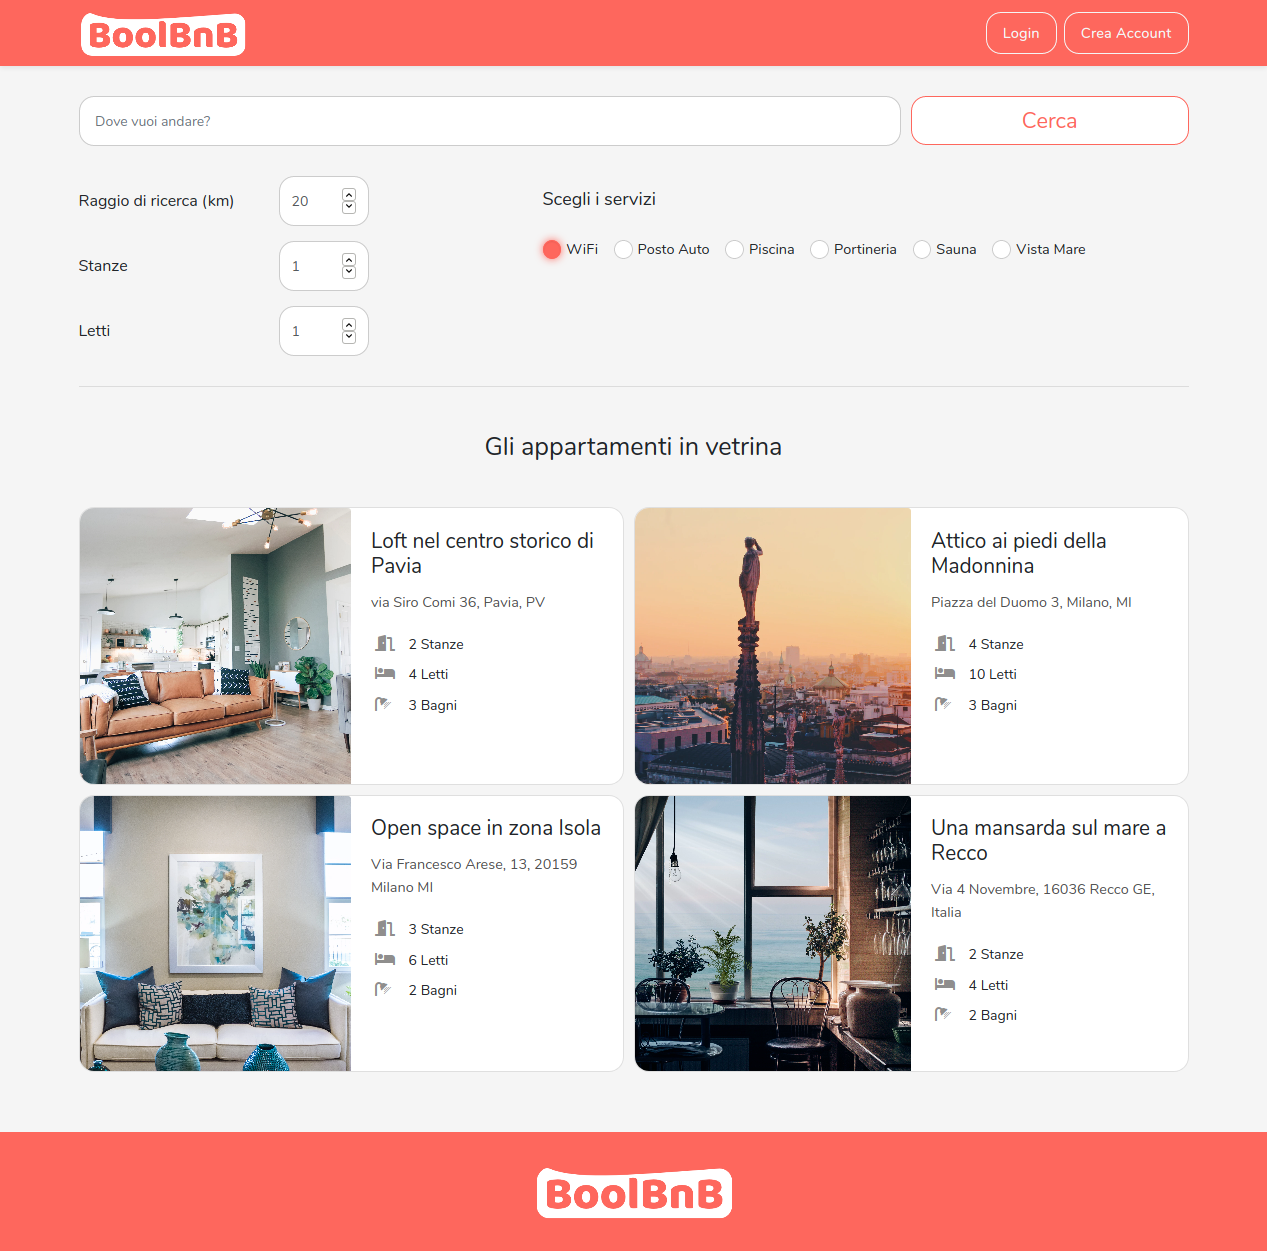 BoolBnB
Login
Crea Account
Dove vuoi andare?
Cerca
Raggio di ricerca (km)
20
Stanze
1
Letti
1
Scegli i servizi
WiFi
Posto Auto
Piscina
Portineria
Sauna
Vista Mare
Gli appartamenti in vetrina
Loft nel centro storico di
Pavia
via Siro Comi 36, Pavia, PV
2 Stanze
4 Letti
3 Bagni
Attico ai piedi della
Madonnina
Piazza del Duomo 3, Milano, MI
4 Stanze
10 Letti
3 Bagni
Open space in zona Isola
Via Francesco Arese, 13, 20159
Milano MI
3 Stanze
6 Letti
2 Bagni
Una mansarda sul mare a
Recco
Via 4 Novembre, 16036 Recco GE,
Italia
2 Stanze
4 Letti
2 Bagni
BoolBnB